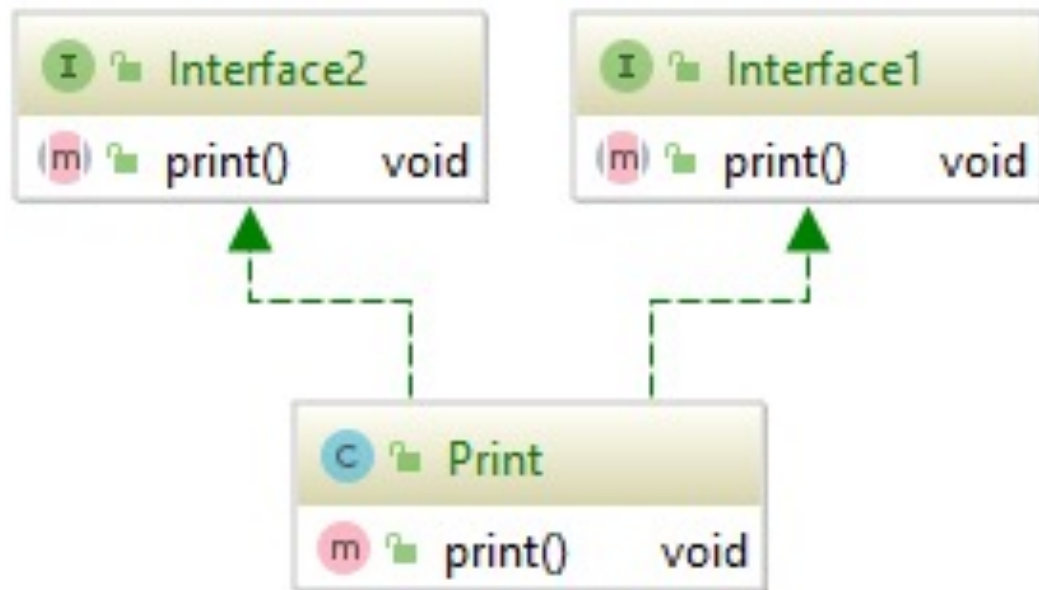 I Interface2
m print() void
I Interface1
m print() void
C Print
m print() void